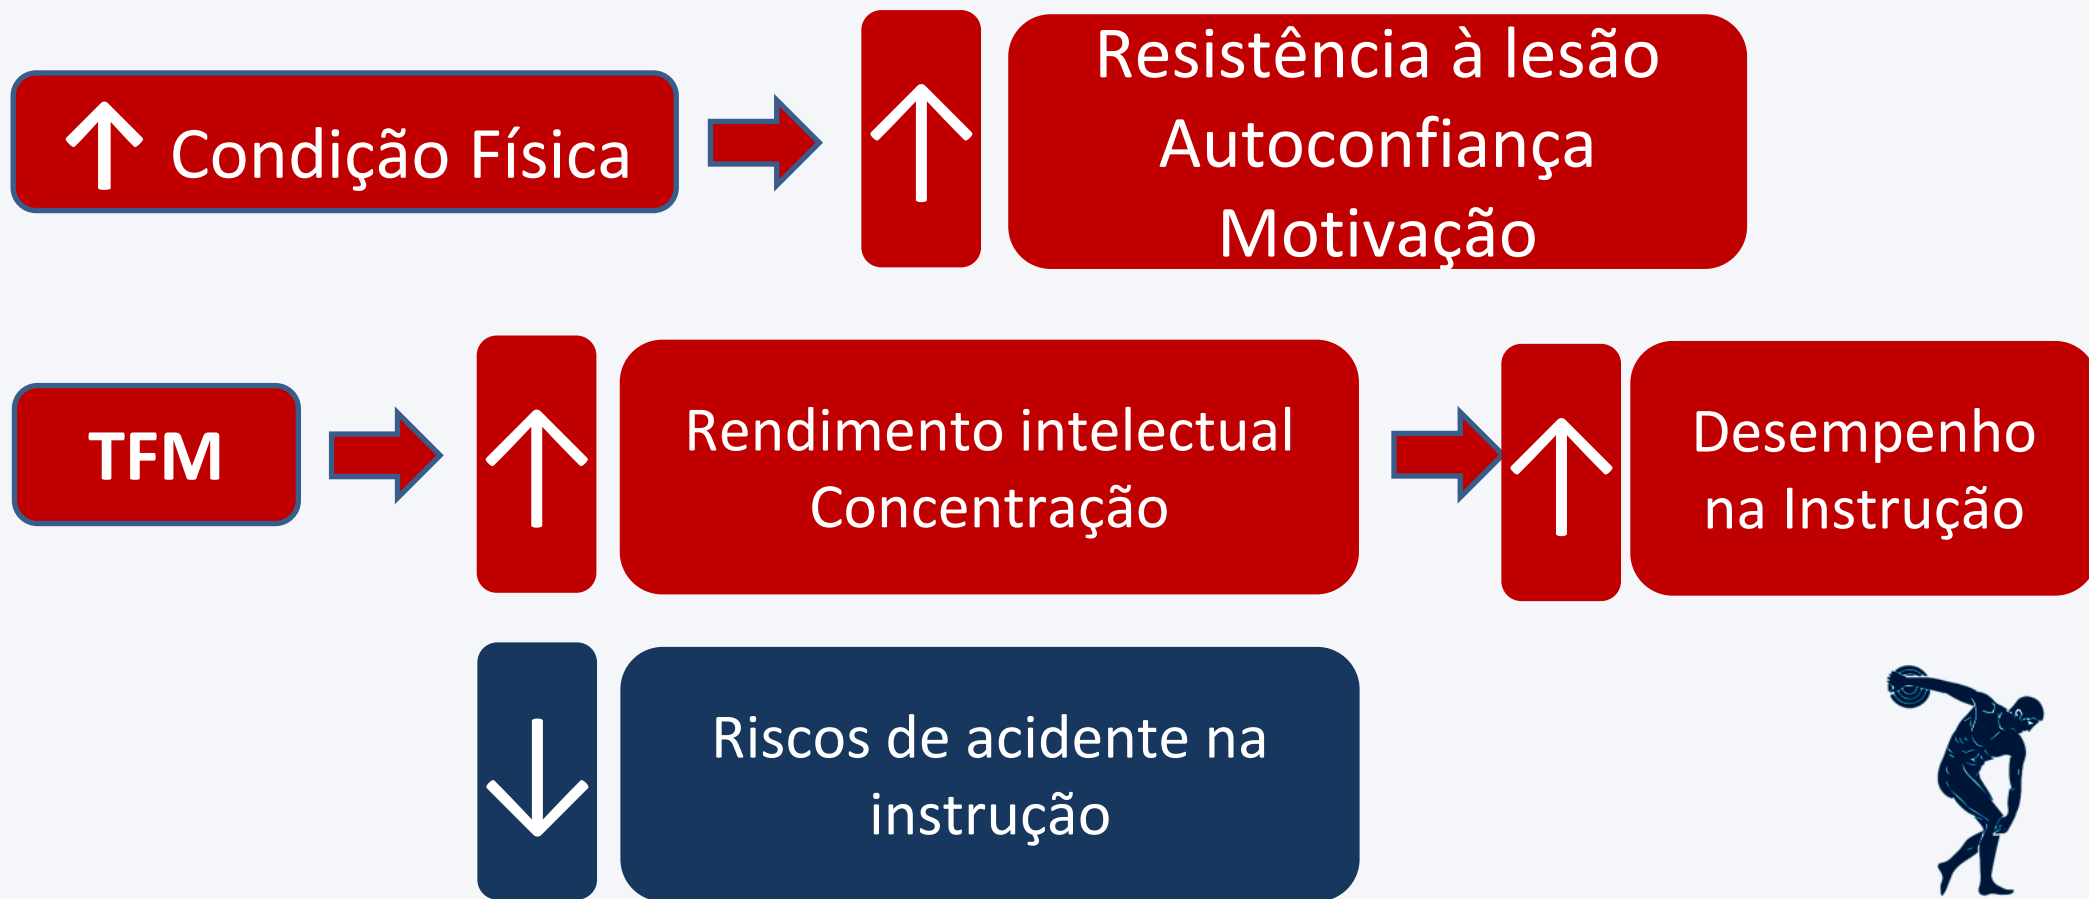 Condição Física
Resistência à lesão
Autoconfiança
Motivação
TFM
Rendimento intelectual
Concentração
Desempenho
na Instrução
Riscos de acidente na
instrução